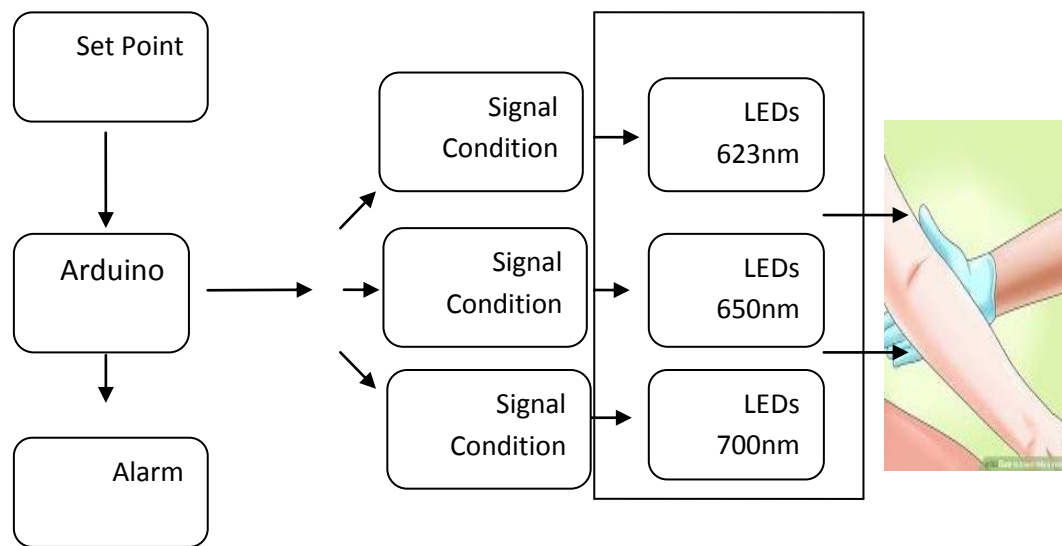 Set Point
Arduino
Alarm
Signal
Condition
Signal
Condition
Signal
Condition
LEDs
623nm
LEDs
650nm
LEDs
700nm